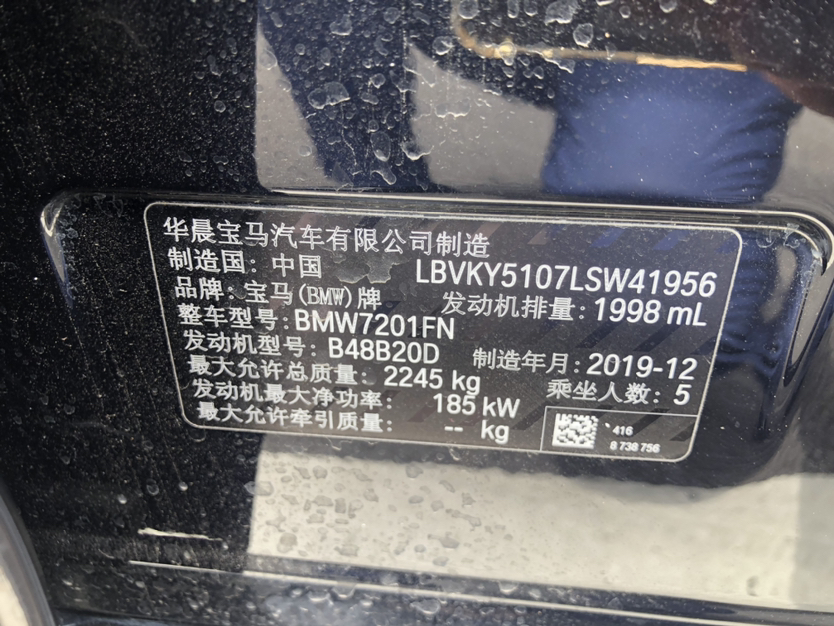 华晨宝马汽车有限公司制造
制造国: 中国 LBVKY5107LSW41956
品牌: 宝马(BMW)牌 发动机排量: 1998 mL
整车型号: BMW7201FN
发动机型号: B48B20D 制造年月: 2019-12
最大允许总质量: 2245 kg 乘坐人数: 5
发动机最大净功率: 185 kW
最大允许牵引质量: -- kg
416
8 738 756